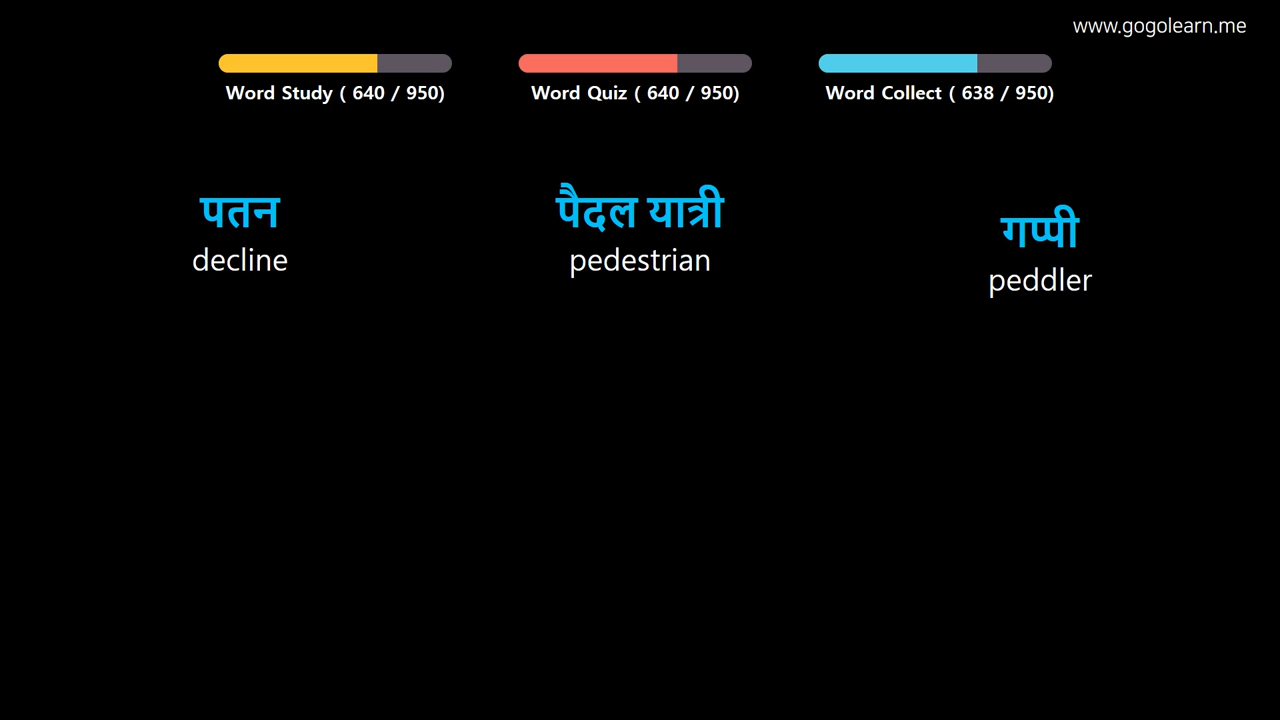 www.gogolearn.me
Word Study ( 640 / 950)
Word Quiz ( 640 / 950)
Word Collect ( 638 / 950)
पतन
decline
पैदल यात्री
pedestrian
गप्पी
peddler